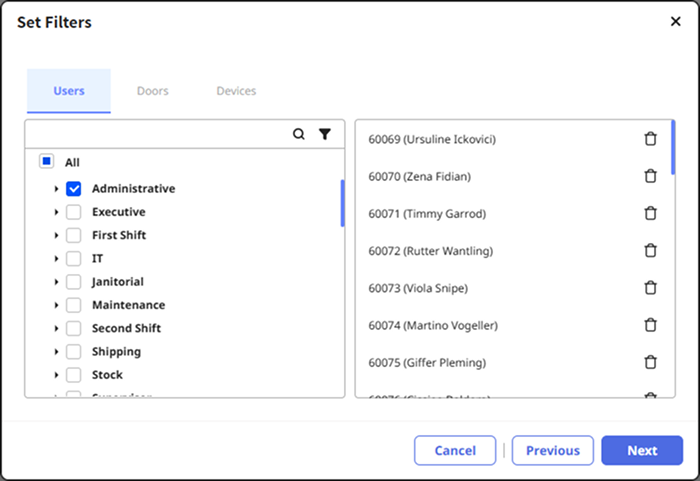 Set Filters
Users Doors Devices
All
Administrative
Executive
First Shift
IT
Janitorial
Maintenance
Second Shift
Shipping
Stock
60069 (Ursuline Ickovici)
60070 (Zena Fidian)
60071 (Timmy Garrod)
60072 (Rutter Wantling)
60073 (Viola Snipe)
60074 (Martino Vogeller)
60075 (Giffer Pleming)
Cancel Previous Next